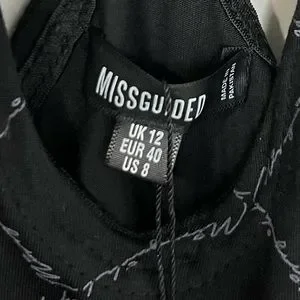 MISSGUIDED
MADE IN
PAKISTAN
UK 12
EUR 40
US 8